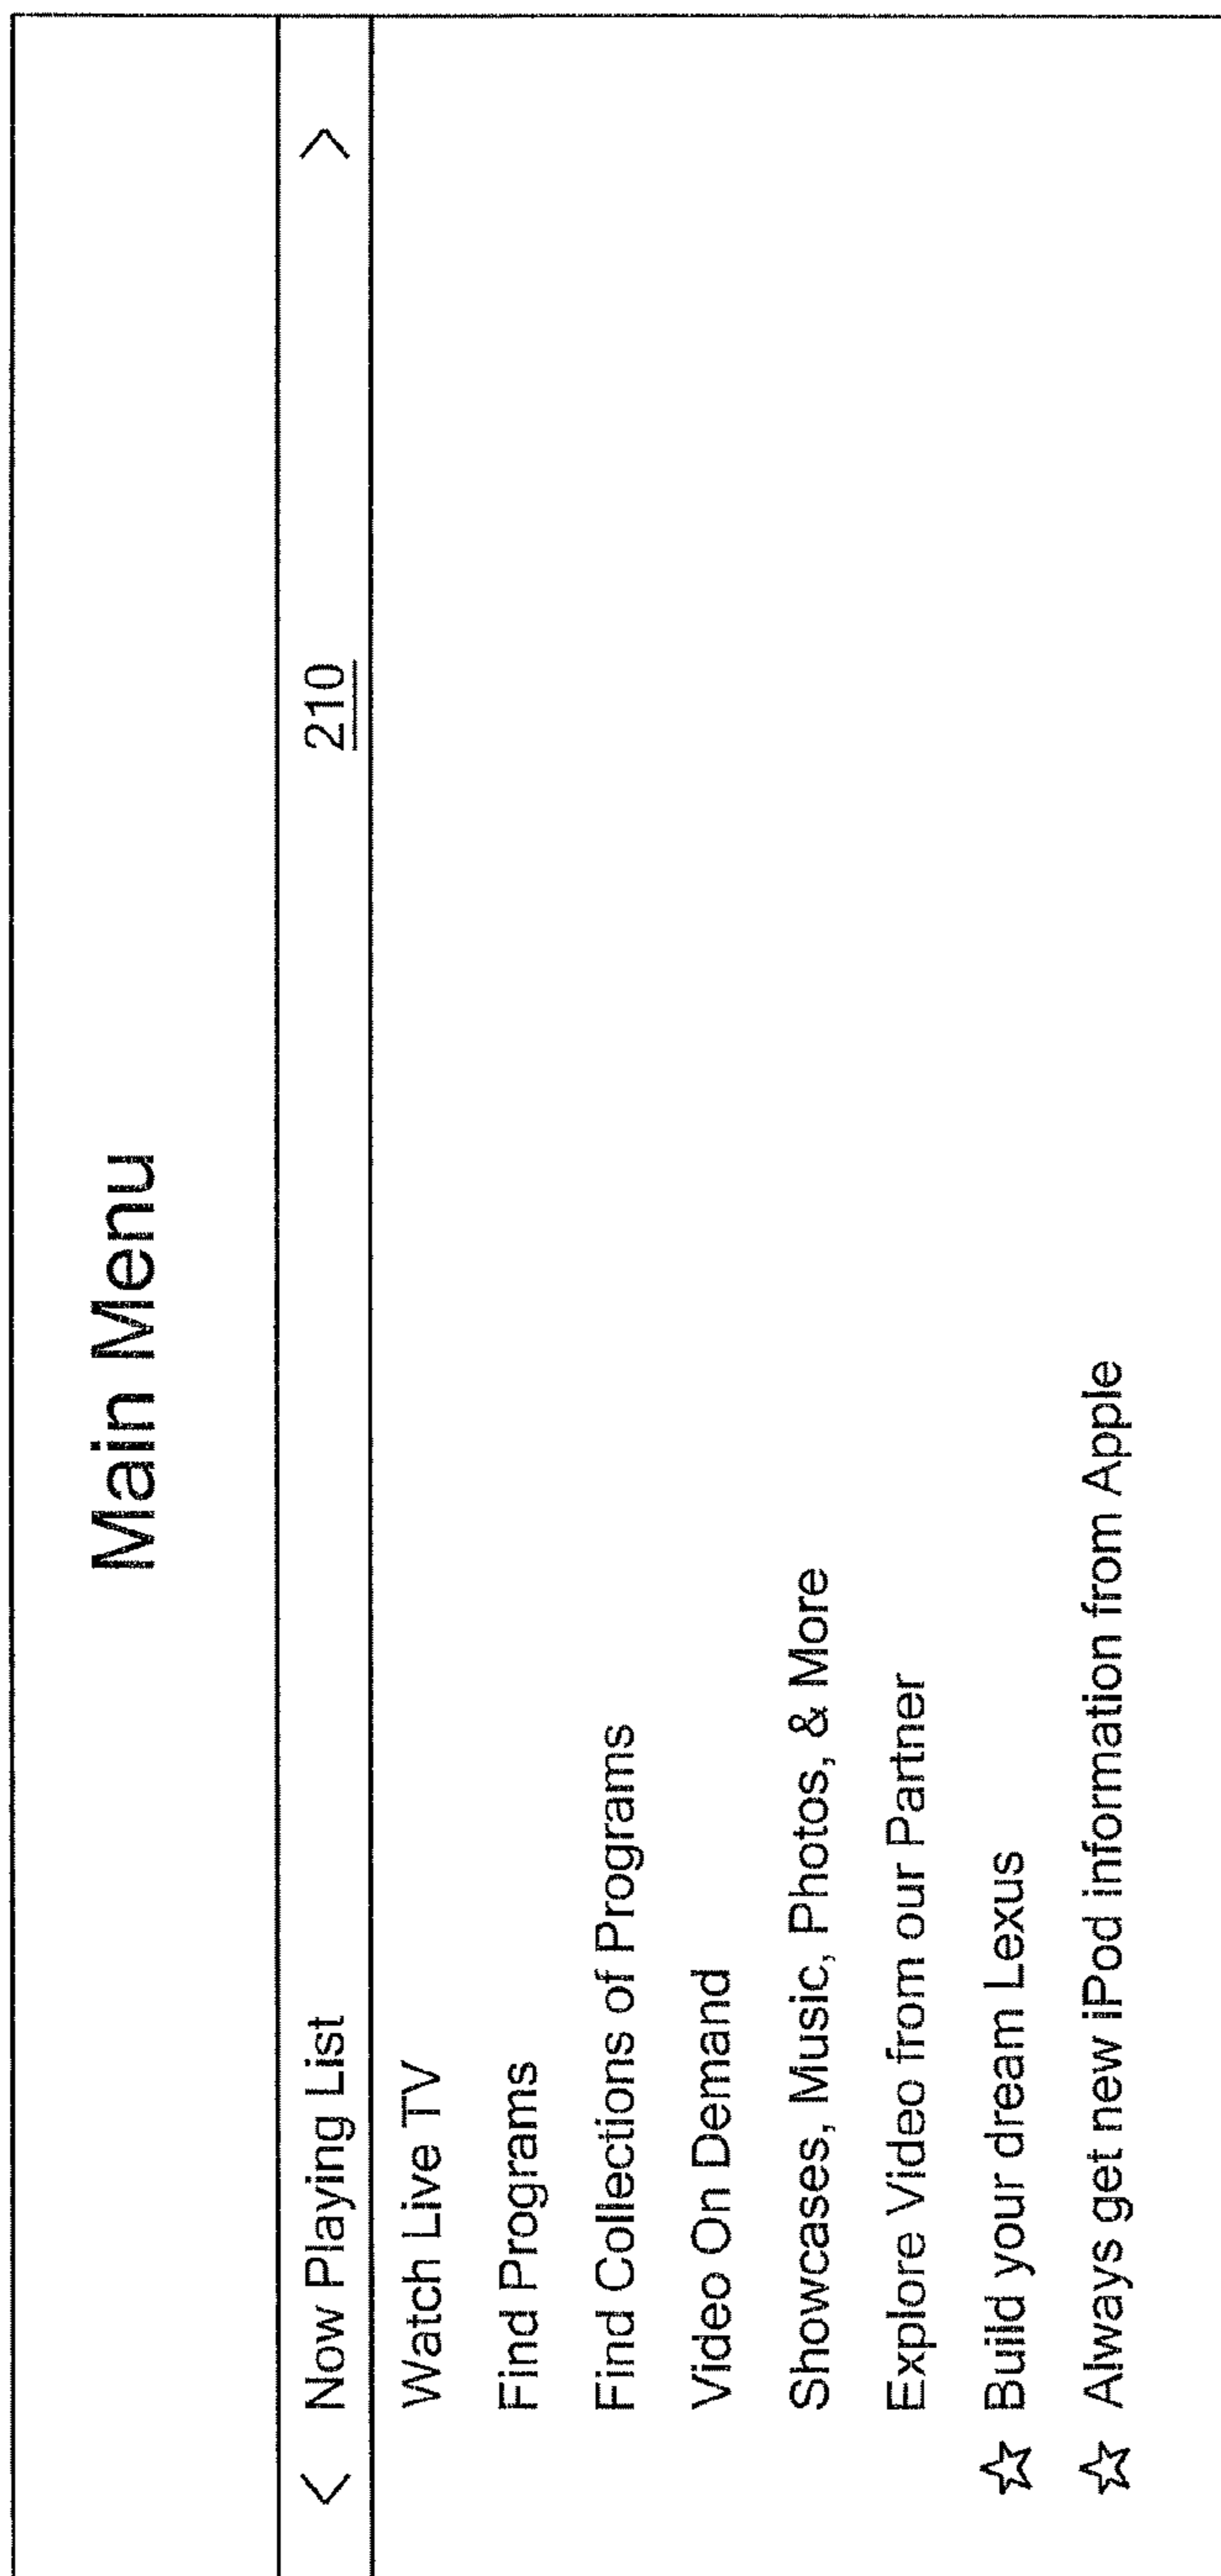 Main Menu
< Now Playing List 210 >
Watch Live TV
Find Programs
Find Collections of Programs
Video On Demand
Showcases, Music, Photos, & More
Explore Video from our Partner
☆ Build your dream Lexus
☆ Always get new iPod information from Apple